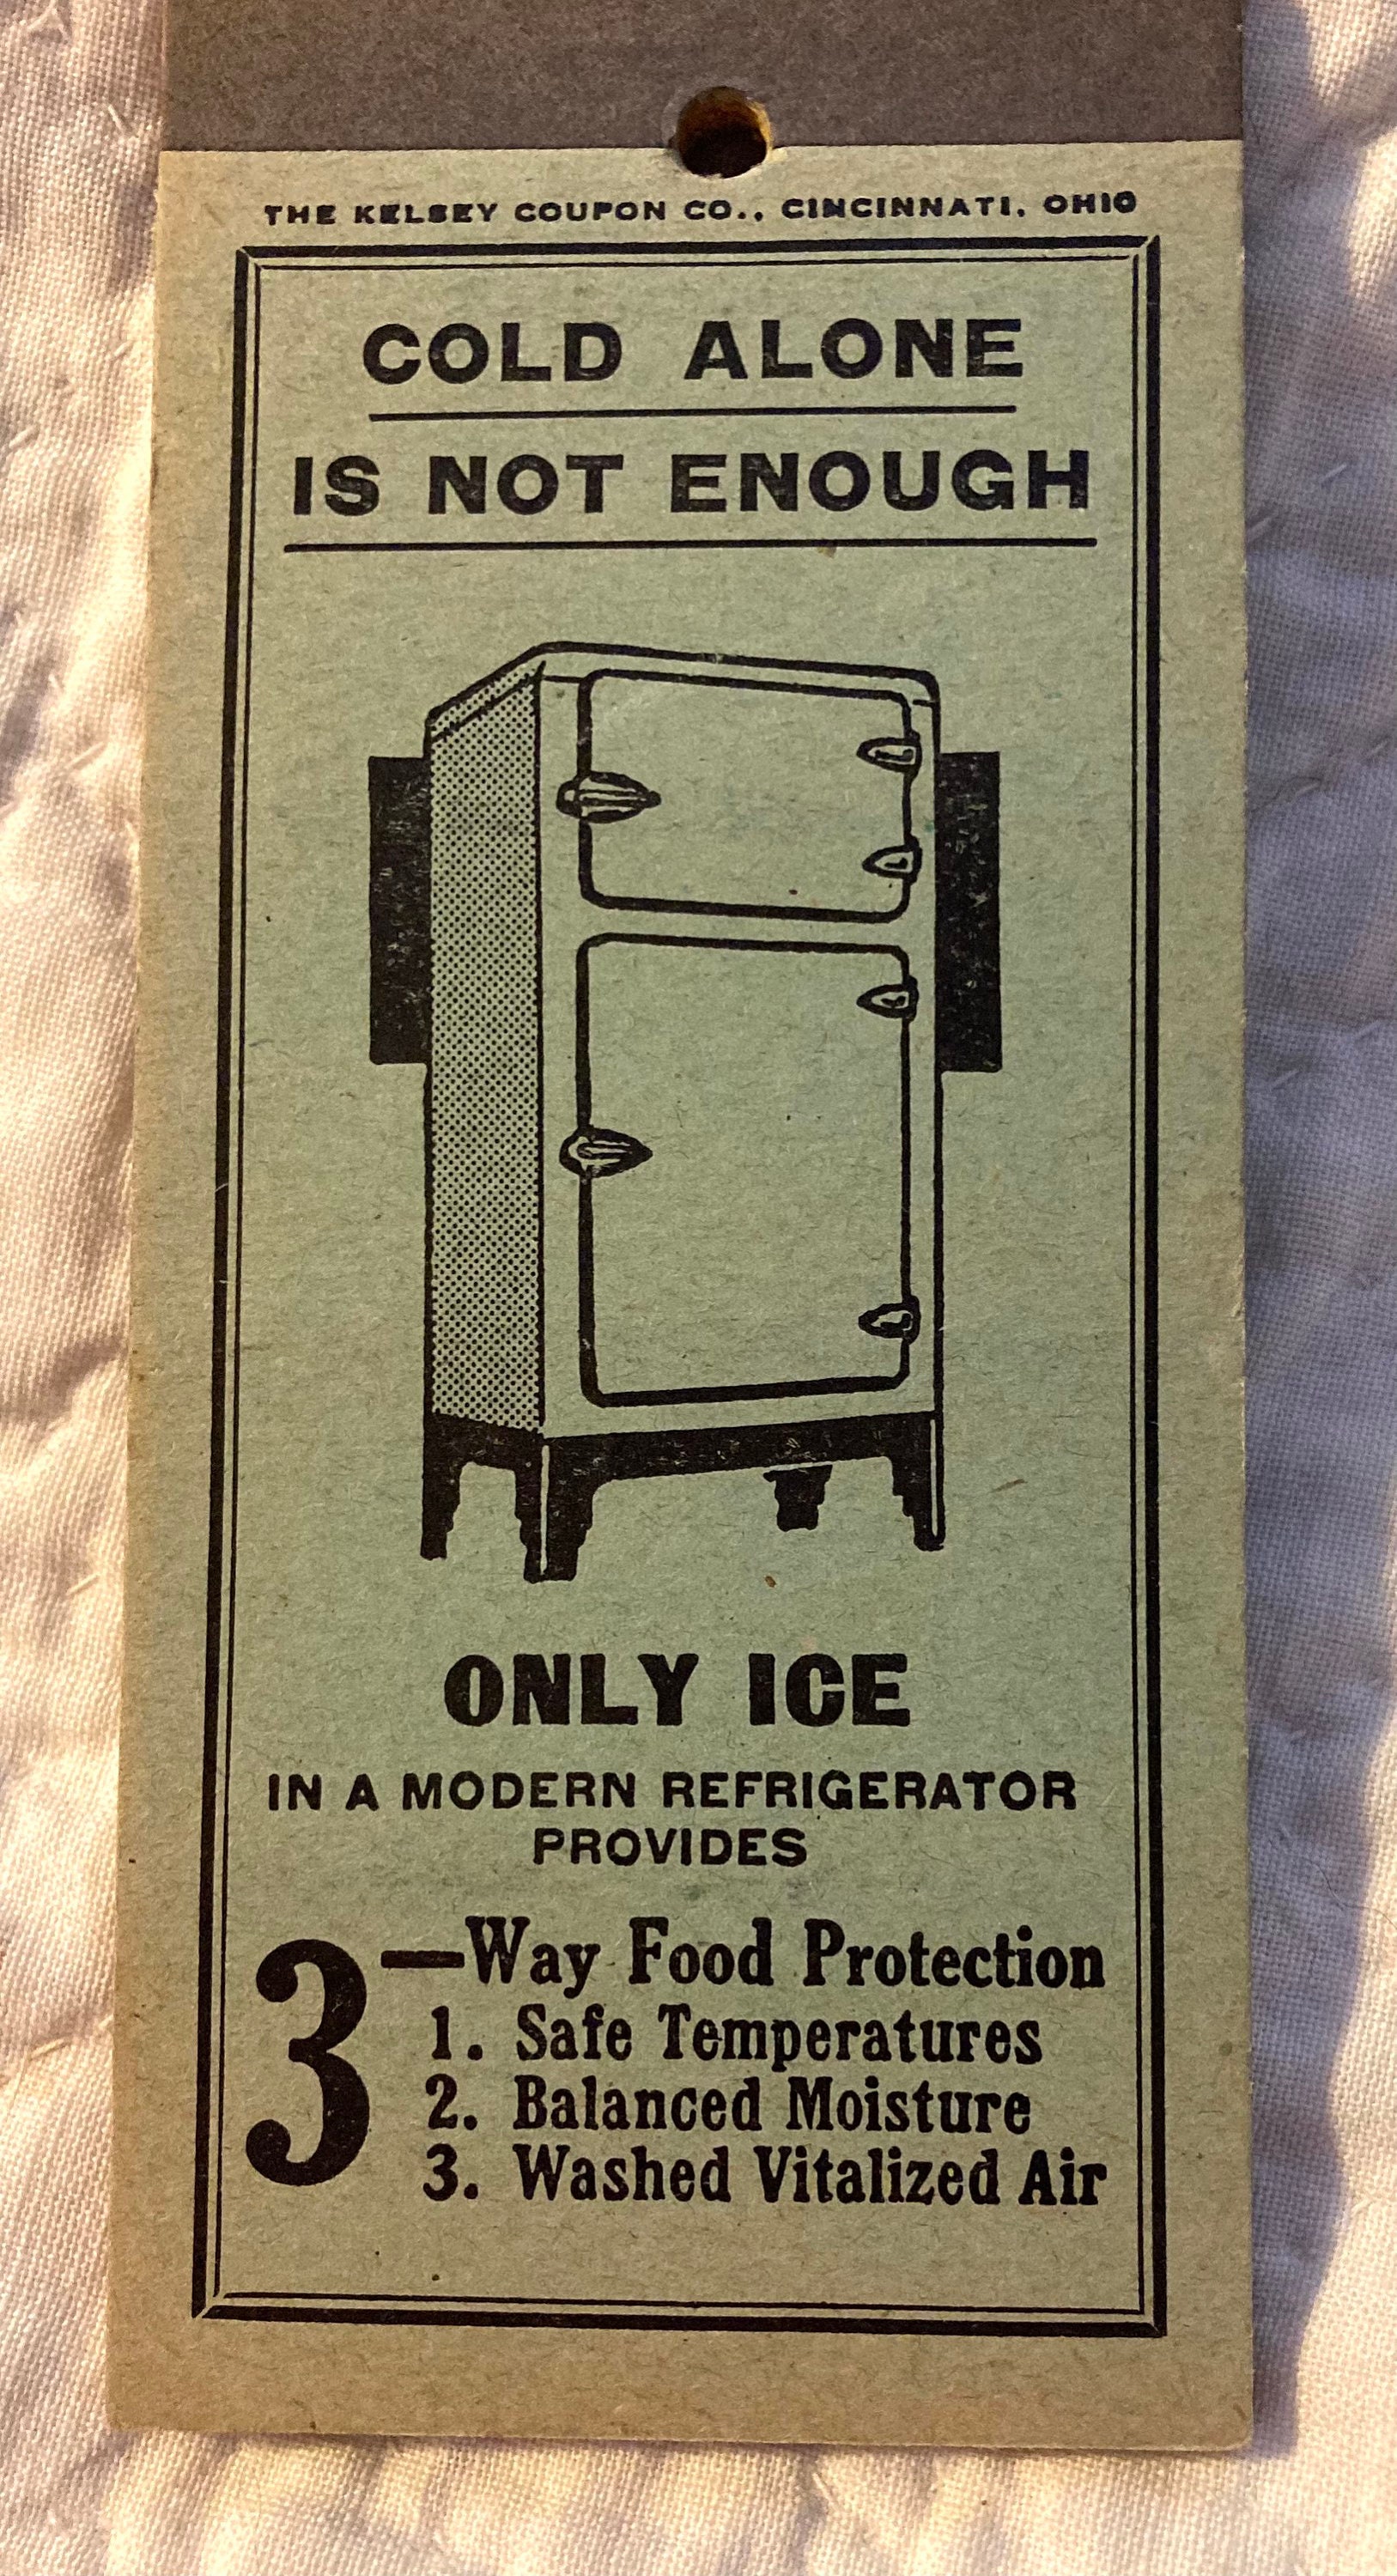 THE KELSEY COUPON CO., CINCINNATI, OHIO
COLD ALONE
IS NOT ENOUGH
ONLY ICE
IN A MODERN REFRIGERATOR
PROVIDES
3—Way Food Protection
1. Safe Temperatures
2. Balanced Moisture
3. Washed Vitalized Air